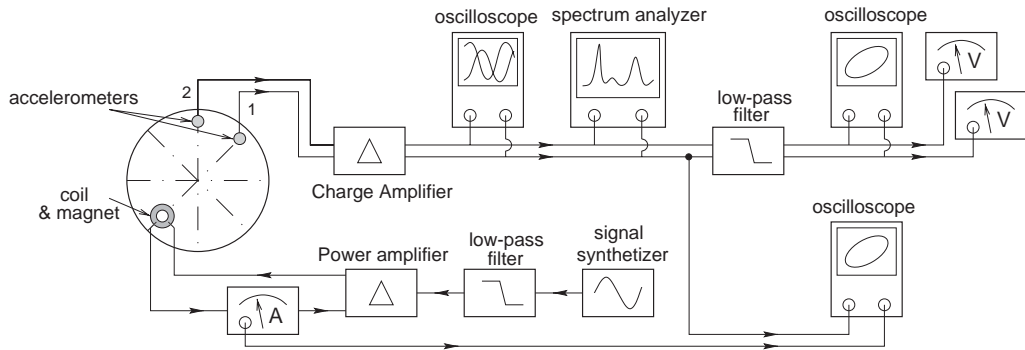 oscilloscope
spectrum analyzer
oscilloscope
V
V
2
1
accelerometers
low-pass
filter
Charge Amplifier
coil
& magnet
oscilloscope
Power amplifier
low-pass
filter
signal
synthetizer
A